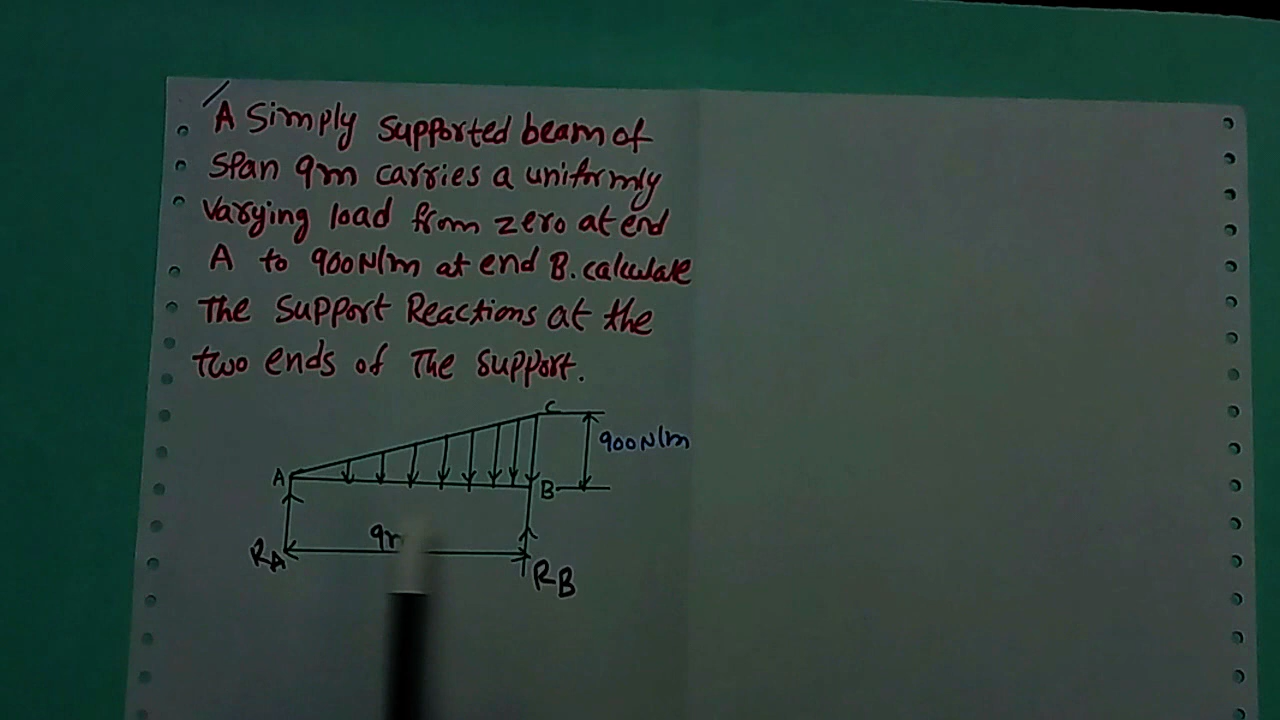 A Simply Supported beam of
Span 9m carries a uniformly
Varying load from zero at end
A to 900N/m at end B. calculate
The Support Reactions at the
two ends of The Support.
C
900N/m
A
B
RA
RB